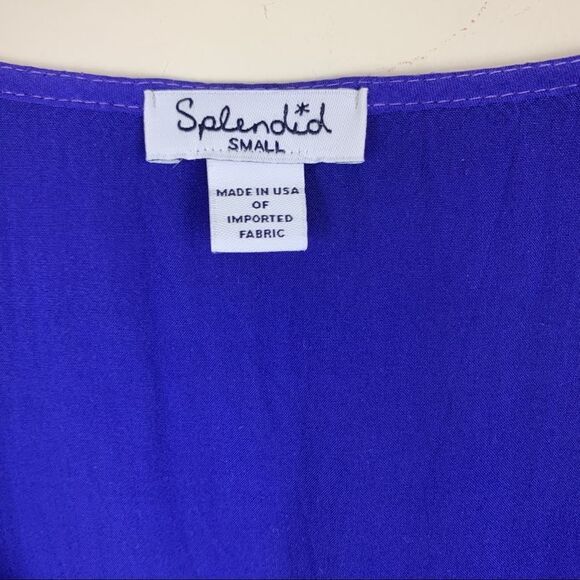 Splendid
SMALL
MADE IN USA
OF
IMPORTED
FABRIC